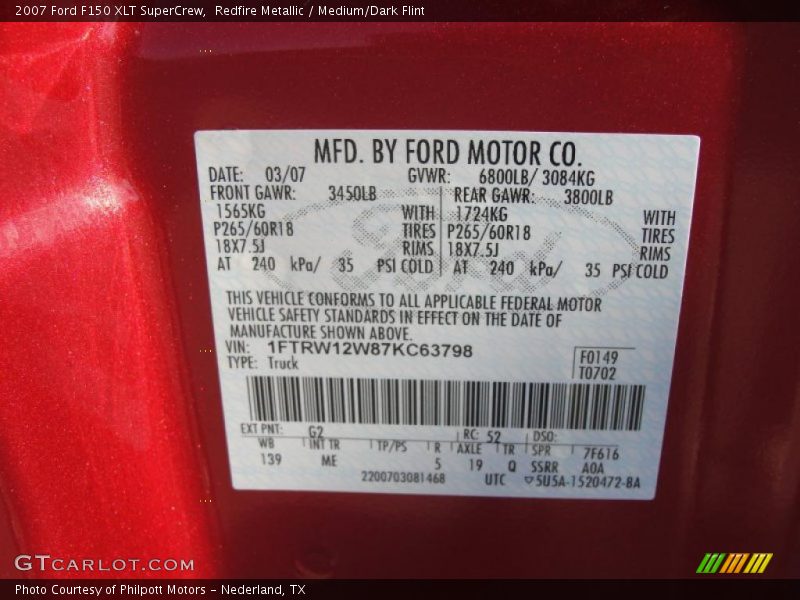 2007 Ford F150 XLT SuperCrew, Redfire Metallic / Medium/Dark Flint
MFD. BY FORD MOTOR CO.
DATE: 03/07 GVWR: 6800LB/ 3084KG
FRONT GAWR: 3450LB REAR GAWR: 3800LB
1565KG WITH 1724KG WITH
P265/60R18 TIRES P265/60R18 TIRES
18X7.5J RIMS 18X7.5J RIMS
AT 240 kPa/ 35 PSI COLD AT 240 kPa/ 35 PSI COLD
Ford
THIS VEHICLE CONFORMS TO ALL APPLICABLE FEDERAL MOTOR
VEHICLE SAFETY STANDARDS IN EFFECT ON THE DATE OF
MANUFACTURE SHOWN ABOVE.
VIN: 1FTRW12W87KC63798
TYPE: Truck
F0149
T0702
EXT PNT: G2 RC: 52 DSO:
WB INT TR TP/PS R AXLE TR SPR 7F616
139 ME 5 19 Q SSRR A0A
2200703081468 UTC ▽5U5A-1520472-BA
GTCARLOT.COM
Photo Courtesy of Philpott Motors - Nederland, TX